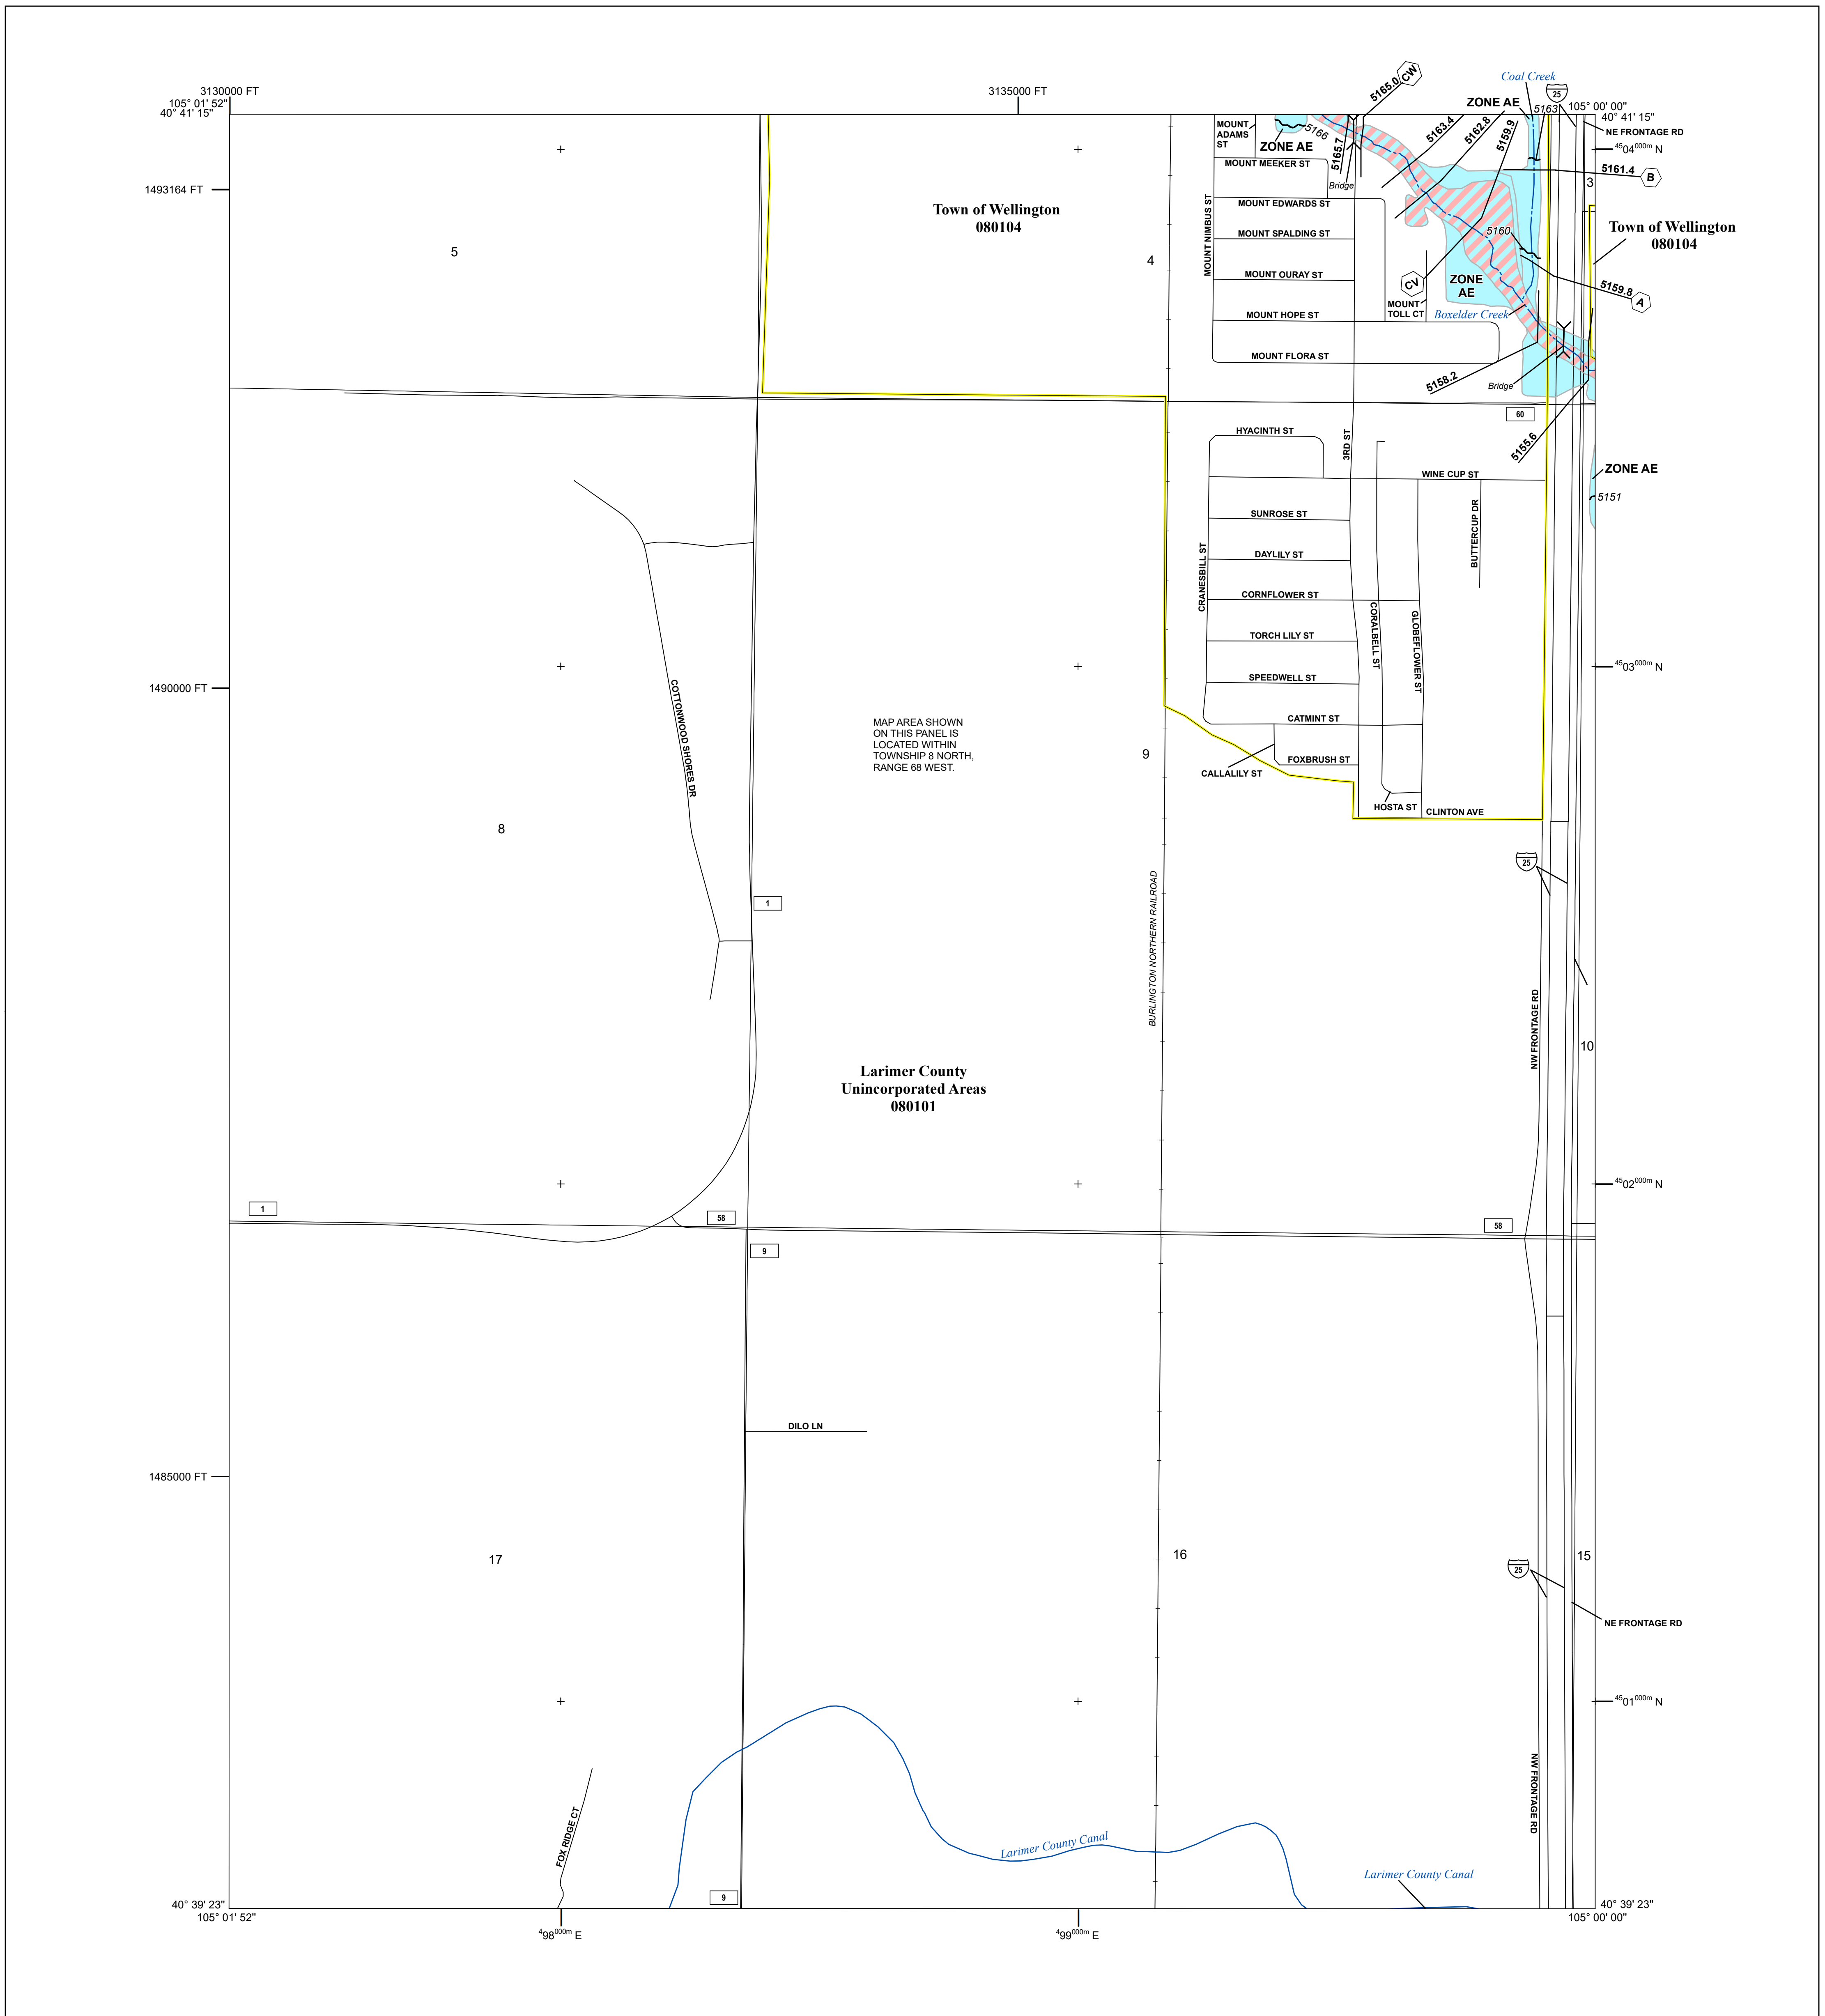 3130000 FT
3135000 FT
105° 01' 52"
40° 41' 15"
105° 00' 00"
40° 41' 15"
Coal Creek
25
CW
5165.0
ZONE AE
5163
NE FRONTAGE RD
MOUNT
ADAMS
ST
5166
ZONE AE
5165.7
5163.4
5162.8
5159.9
4504000m N
MOUNT MEEKER ST
Bridge
5161.4
B
3
1493164 FT
MOUNT NIMBUS ST
MOUNT EDWARDS ST
Town of Wellington
080104
Town of Wellington
080104
MOUNT SPALDING ST
5160
5
4
MOUNT OURAY ST
CV
ZONE
AE
5159.8
A
MOUNT
TOLL CT
MOUNT HOPE ST
Boxelder Creek
MOUNT FLORA ST
5158.2
Bridge
60
5155.6
HYACINTH ST
3RD ST
ZONE AE
WINE CUP ST
5151
SUNROSE ST
BUTTERCUP DR
CRANESBILL ST
DAYLILY ST
CORNFLOWER ST
CORALBELL ST
GLOBEFLOWER ST
TORCH LILY ST
4503000m N
SPEEDWELL ST
1490000 FT
COTTONWOOD SHORES DR
MAP AREA SHOWN
ON THIS PANEL IS
LOCATED WITHIN
TOWNSHIP 8 NORTH,
RANGE 68 WEST.
CATMINT ST
9
FOXBRUSH ST
CALLALILY ST
HOSTA ST
CLINTON AVE
8
25
1
BURLINGTON NORTHERN RAILROAD
NW FRONTAGE RD
10
Larimer County
Unincorporated Areas
080101
4502000m N
1
58
58
9
DILO LN
1485000 FT
17
16
15
25
NE FRONTAGE RD
4501000m N
FOX RIDGE CT
NW FRONTAGE RD
Larimer County Canal
Larimer County Canal
9
40° 39' 23"
105° 01' 52"
40° 39' 23"
105° 00' 00"
498000m E
499000m E